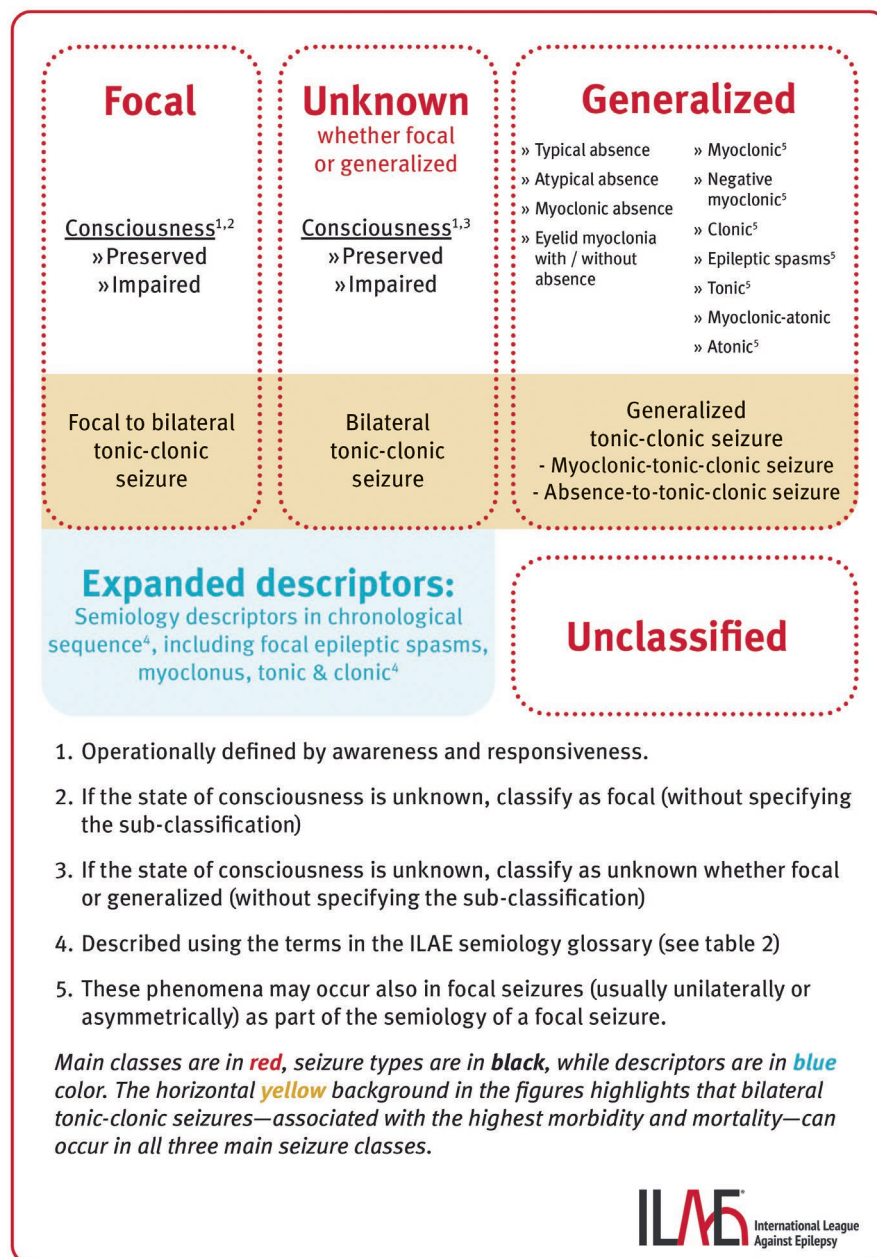 Focal
Consciousness1,2
» Preserved
» Impaired
Focal to bilateral
tonic-clonic
seizure
Unknown
whether focal
or generalized
Consciousness1,3
» Preserved
» Impaired
Bilateral
tonic-clonic
seizure
Generalized
» Typical absence
» Atypical absence
» Myoclonic absence
» Eyelid myoclonia
with / without
absence
» Myoclonic5
» Negative
myoclonic5
» Clonic5
» Epileptic spasms5
» Tonic5
» Myoclonic-atonic
» Atonic5
Generalized
tonic-clonic seizure
- Myoclonic-tonic-clonic seizure
- Absence-to-tonic-clonic seizure
Expanded descriptors:
Semiology descriptors in chronological
sequence4, including focal epileptic spasms,
myoclonus, tonic & clonic4
Unclassified
1. Operationally defined by awareness and responsiveness.
2. If the state of consciousness is unknown, classify as focal (without specifying
the sub-classification)
3. If the state of consciousness is unknown, classify as unknown whether focal
or generalized (without specifying the sub-classification)
4. Described using the terms in the ILAE semiology glossary (see table 2)
5. These phenomena may occur also in focal seizures (usually unilaterally or
asymmetrically) as part of the semiology of a focal seizure.
Main classes are in red, seizure types are in black, while descriptors are in blue
color. The horizontal yellow background in the figures highlights that bilateral
tonic-clonic seizures—associated with the highest morbidity and mortality—can
occur in all three main seizure classes.
ILAE
International League
Against Epilepsy